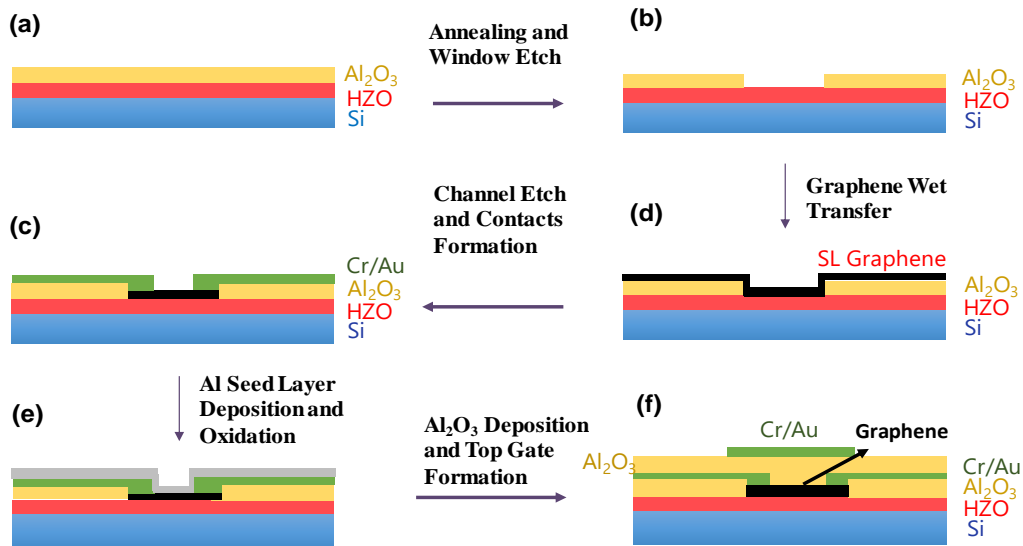 (a)
Al₂O₃
HZO
Si
Annealing and
Window Etch
(b)
Al₂O₃
HZO
Si
Graphene Wet
Transfer
(c)
Cr/Au
Al₂O₃
HZO
Si
Channel Etch
and Contacts
Formation
(d)
SL Graphene
Al₂O₃
HZO
Si
(e)
Al Seed Layer
Deposition and
Oxidation
Al₂O₃ Deposition
and Top Gate
Formation
(f)
Cr/Au
Graphene
Al₂O₃
Cr/Au
Al₂O₃
HZO
Si